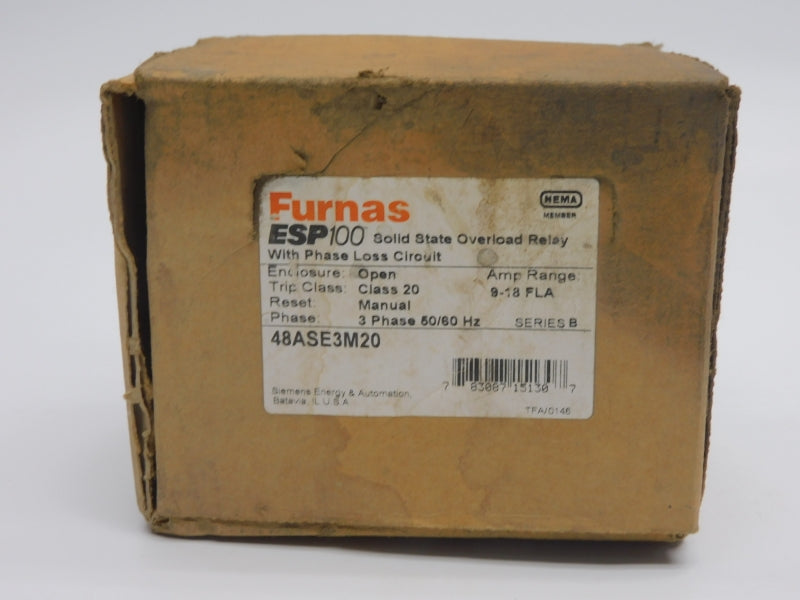 Furnas
NEMA
MEMBER
ESP100 Solid State Overload Relay
With Phase Loss Circuit
Enclosure: Open Amp Range:
Trip Class: Class 20 9-18 FLA
Reset: Manual
Phase: 3 Phase 50/60 Hz SERIES B
48ASE3M20
7 83087 15130 7
Siemens Energy & Automation,
Batavia, IL U.S.A.
TFA/0146